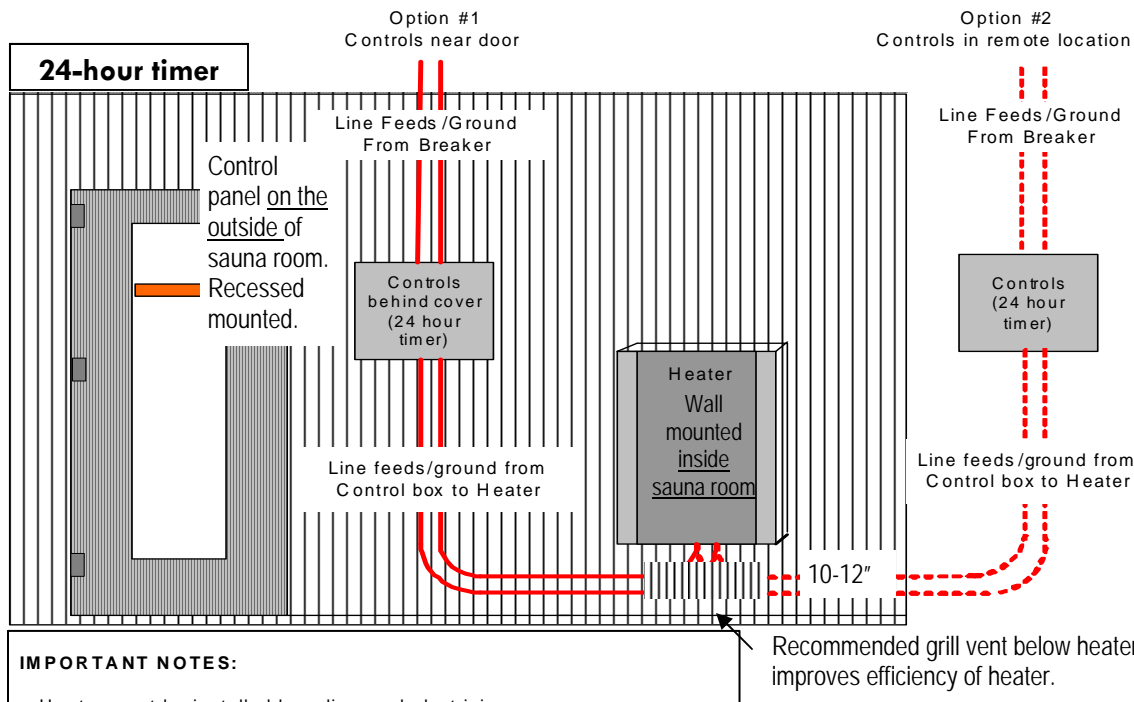 Option #1
Controls near door
Option #2
Controls in remote location
24-hour timer
Line Feeds/Ground
From Breaker
Line Feeds/Ground
From Breaker
Control
panel on the
outside of
sauna room.
Recessed
mounted.
Controls
behind cover
(24 hour
timer)
Controls
(24 hour
timer)
Heater
Wall
mounted
inside
sauna room
Line feeds/ground from
Control box to Heater
Line feeds/ground from
Control box to Heater
10-12"
Recommended grill vent below heater
improves efficiency of heater.
IMPORTANT NOTES: